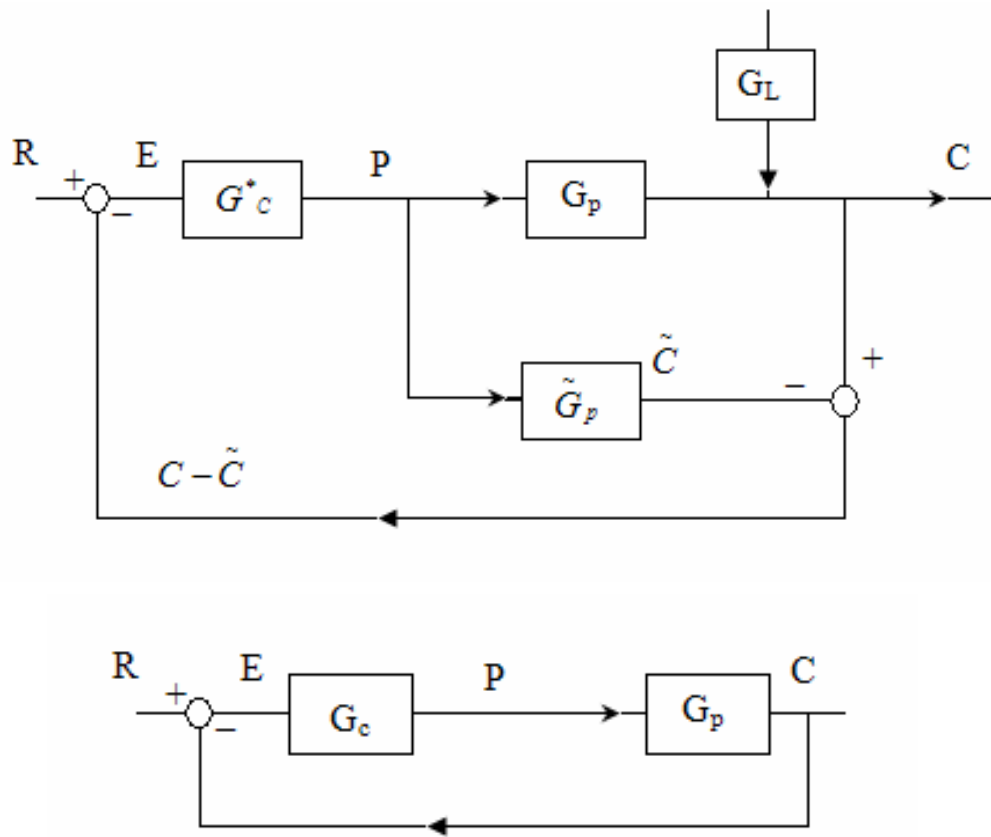 G_L
R + − E G*_C P G_p C
G̃_p C̃ − +
C − C̃
R + − E G_c P G_p C